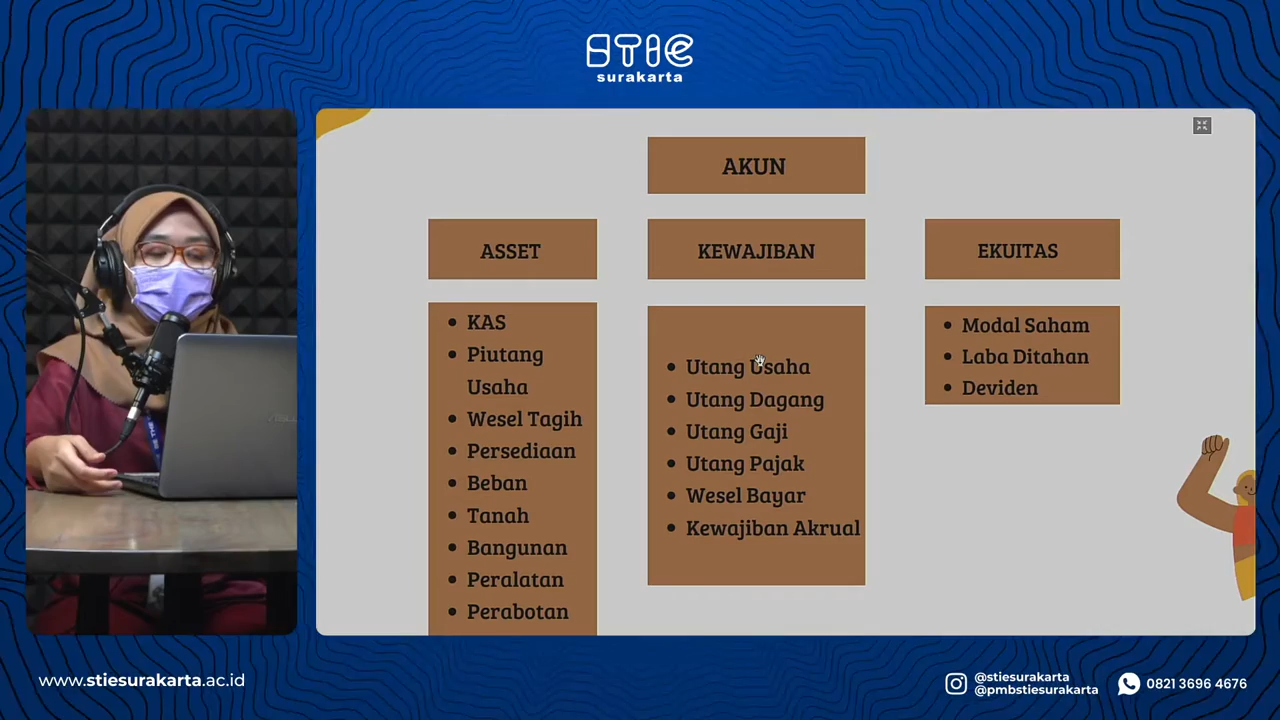 STIE
surakarta
AKUN
ASSET
KEWAJIBAN
EKUITAS
KAS
Piutang
Usaha
Wesel Tagih
Persediaan
Beban
Tanah
Bangunan
Peralatan
Perabotan
Utang Usaha
Utang Dagang
Utang Gaji
Utang Pajak
Wesel Bayar
Kewajiban Akrual
Modal Saham
Laba Ditahan
Deviden
www.stiesurakarta.ac.id
@stiesurakarta
@pmbstiesurakarta
0821 3696 4676